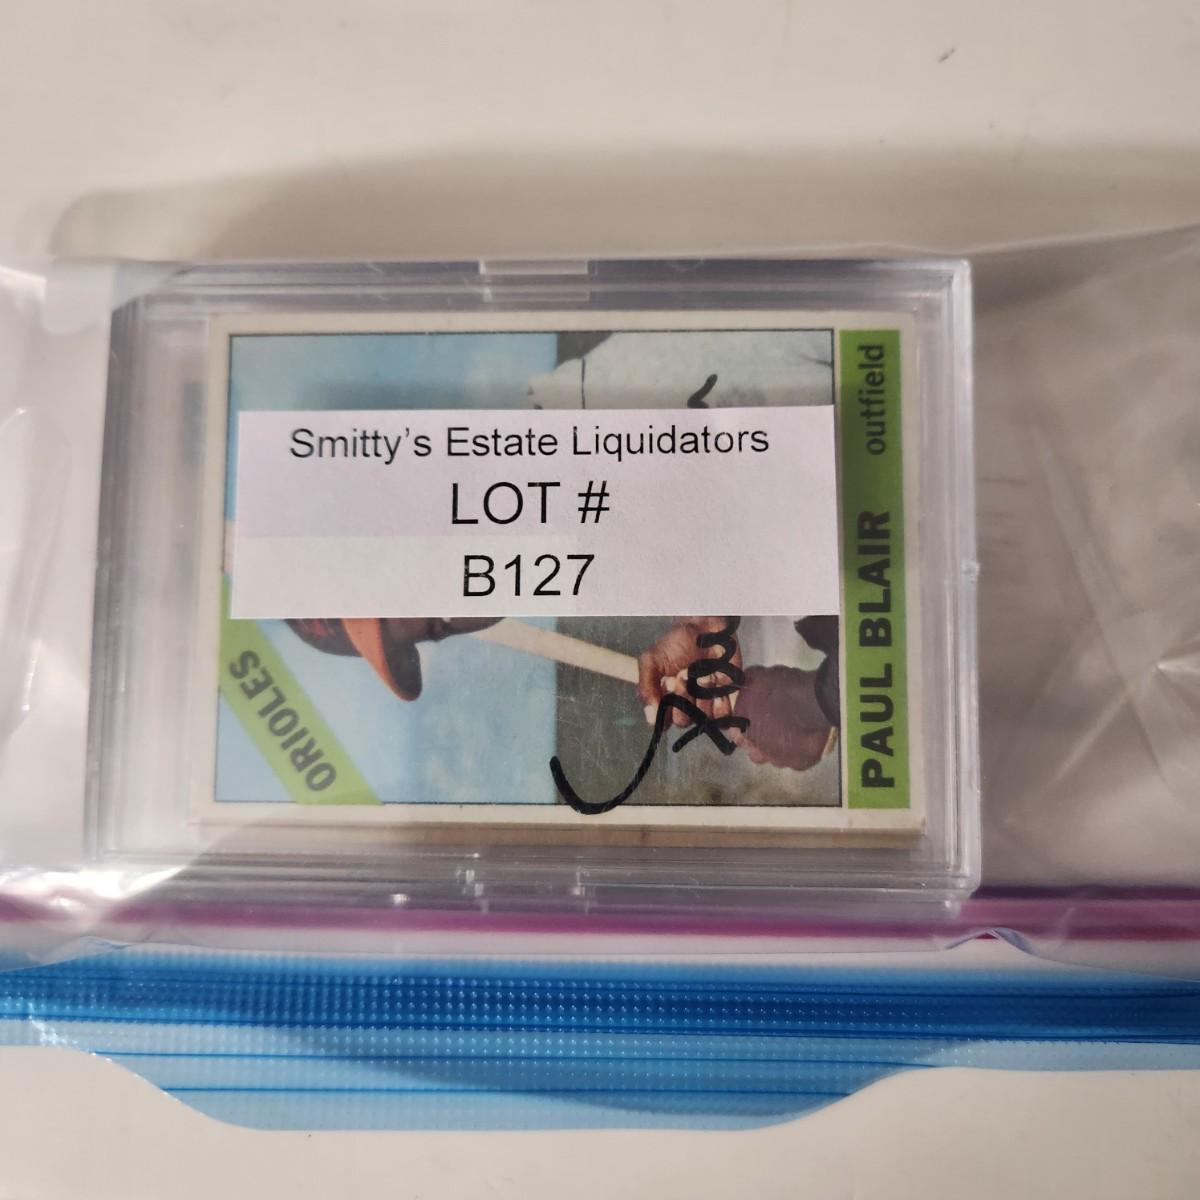 Smitty's Estate Liquidators
LOT #
B127
ORIOLES
PAUL BLAIR outfield